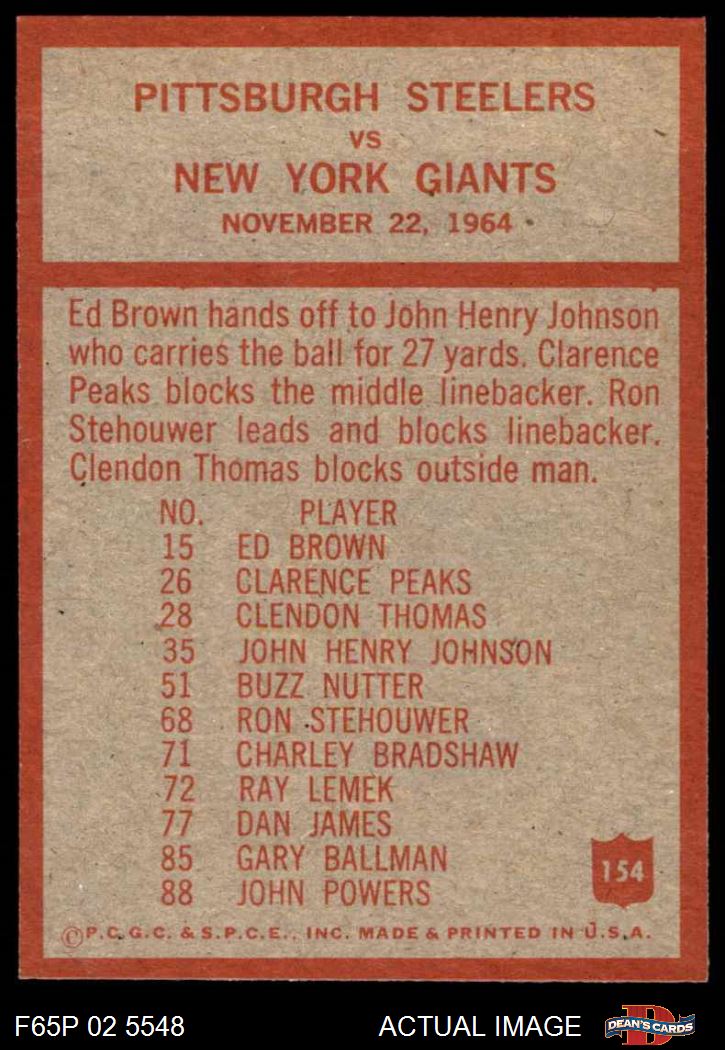 PITTSBURGH STEELERS
VS
NEW YORK GIANTS
NOVEMBER 22, 1964
Ed Brown hands off to John Henry Johnson
who carries the ball for 27 yards. Clarence
Peaks blocks the middle linebacker. Ron
Stehouwer leads and blocks linebacker.
Clendon Thomas blocks outside man.
NO. PLAYER
15 ED BROWN
26 CLARENCE PEAKS
28 CLENDON THOMAS
35 JOHN HENRY JOHNSON
51 BUZZ NUTTER
68 RON STEHOUWER
71 CHARLEY BRADSHAW
72 RAY LEMEK
77 DAN JAMES
85 GARY BALLMAN
88 JOHN POWERS
154
©P.C.G.C. & S.P.C.E., INC. MADE & PRINTED IN U.S.A.
F65P 02 5548 ACTUAL IMAGE
D
DEAN'S CARDS